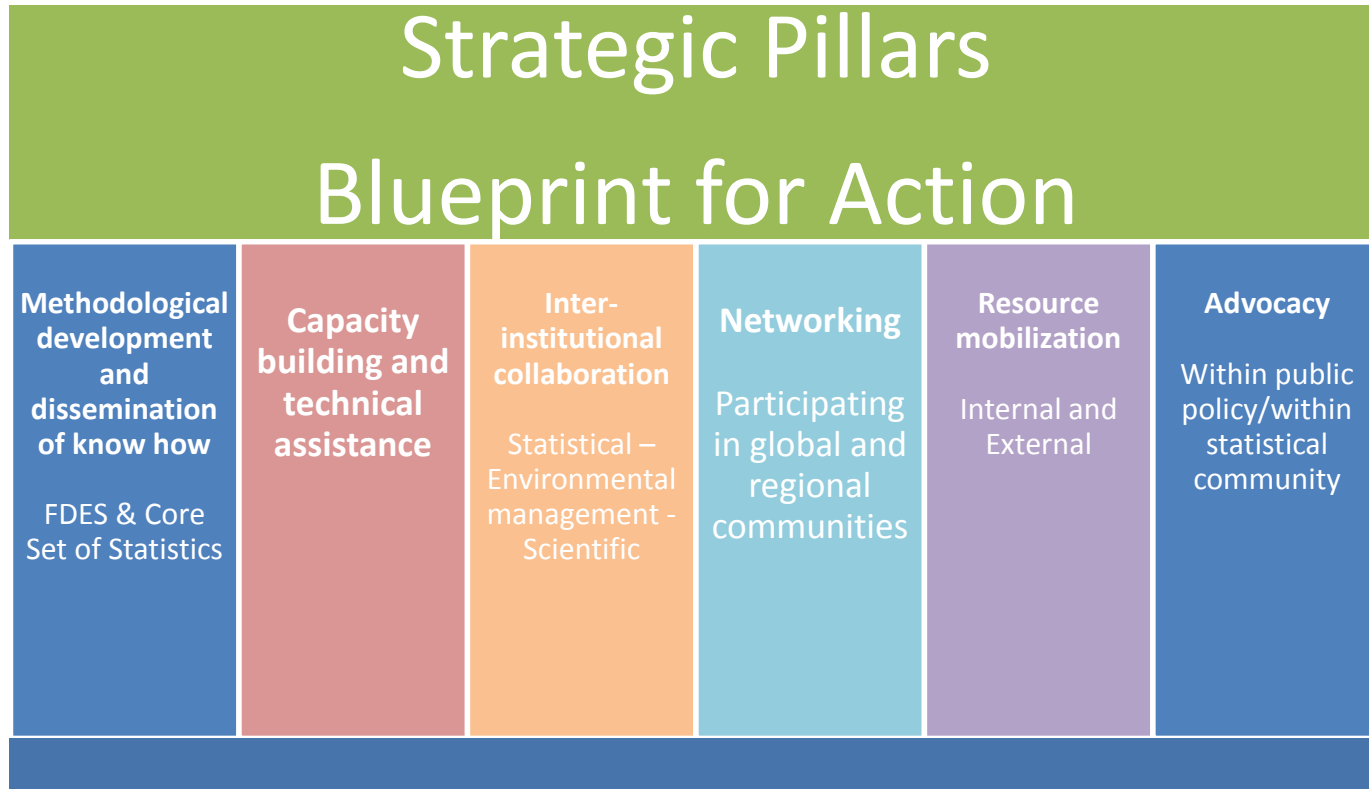 Strategic Pillars
Blueprint for Action
Methodological
development
and
dissemination
of know how
FDES & Core
Set of Statistics
Capacity
building and
technical
assistance
Inter-
institutional
collaboration
Statistical –
Environmental
management -
Scientific
Networking
Participating
in global and
regional
communities
Resource
mobilization
Internal and
External
Advocacy
Within public
policy/within
statistical
community